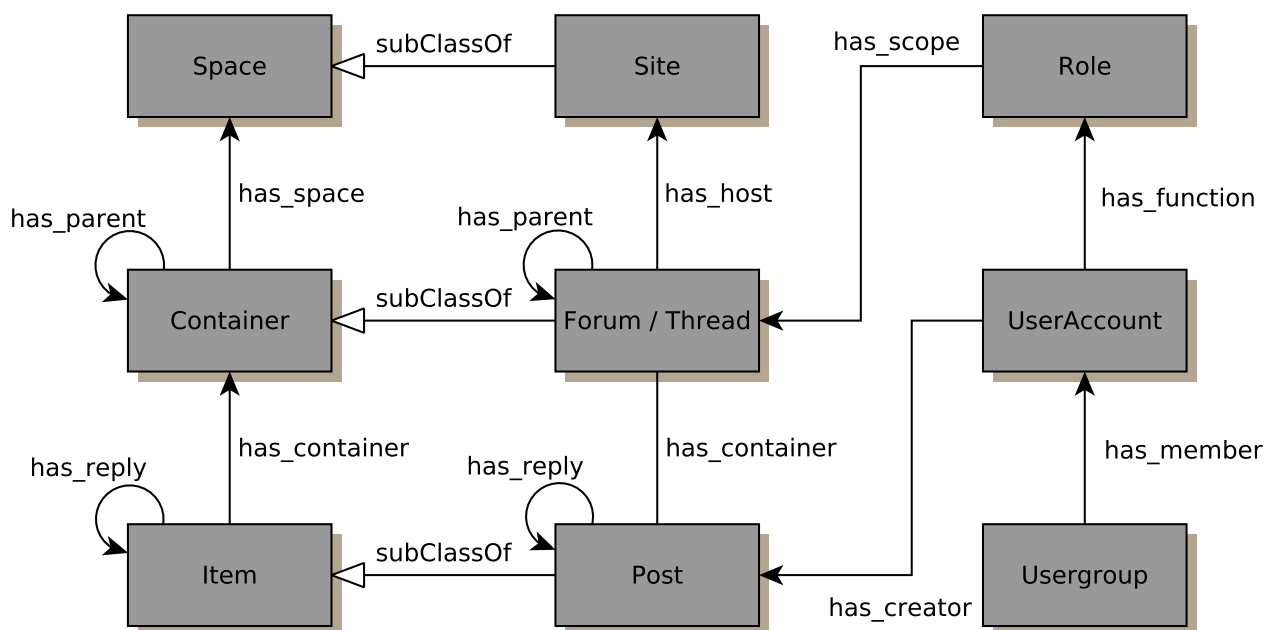 subClassOf
has_scope
Space
Site
Role
has_space
has_host
has_function
has_parent
has_parent
subClassOf
Container
Forum / Thread
UserAccount
has_container
has_container
has_member
has_reply
has_reply
subClassOf
Item
Post
Usergroup
has_creator